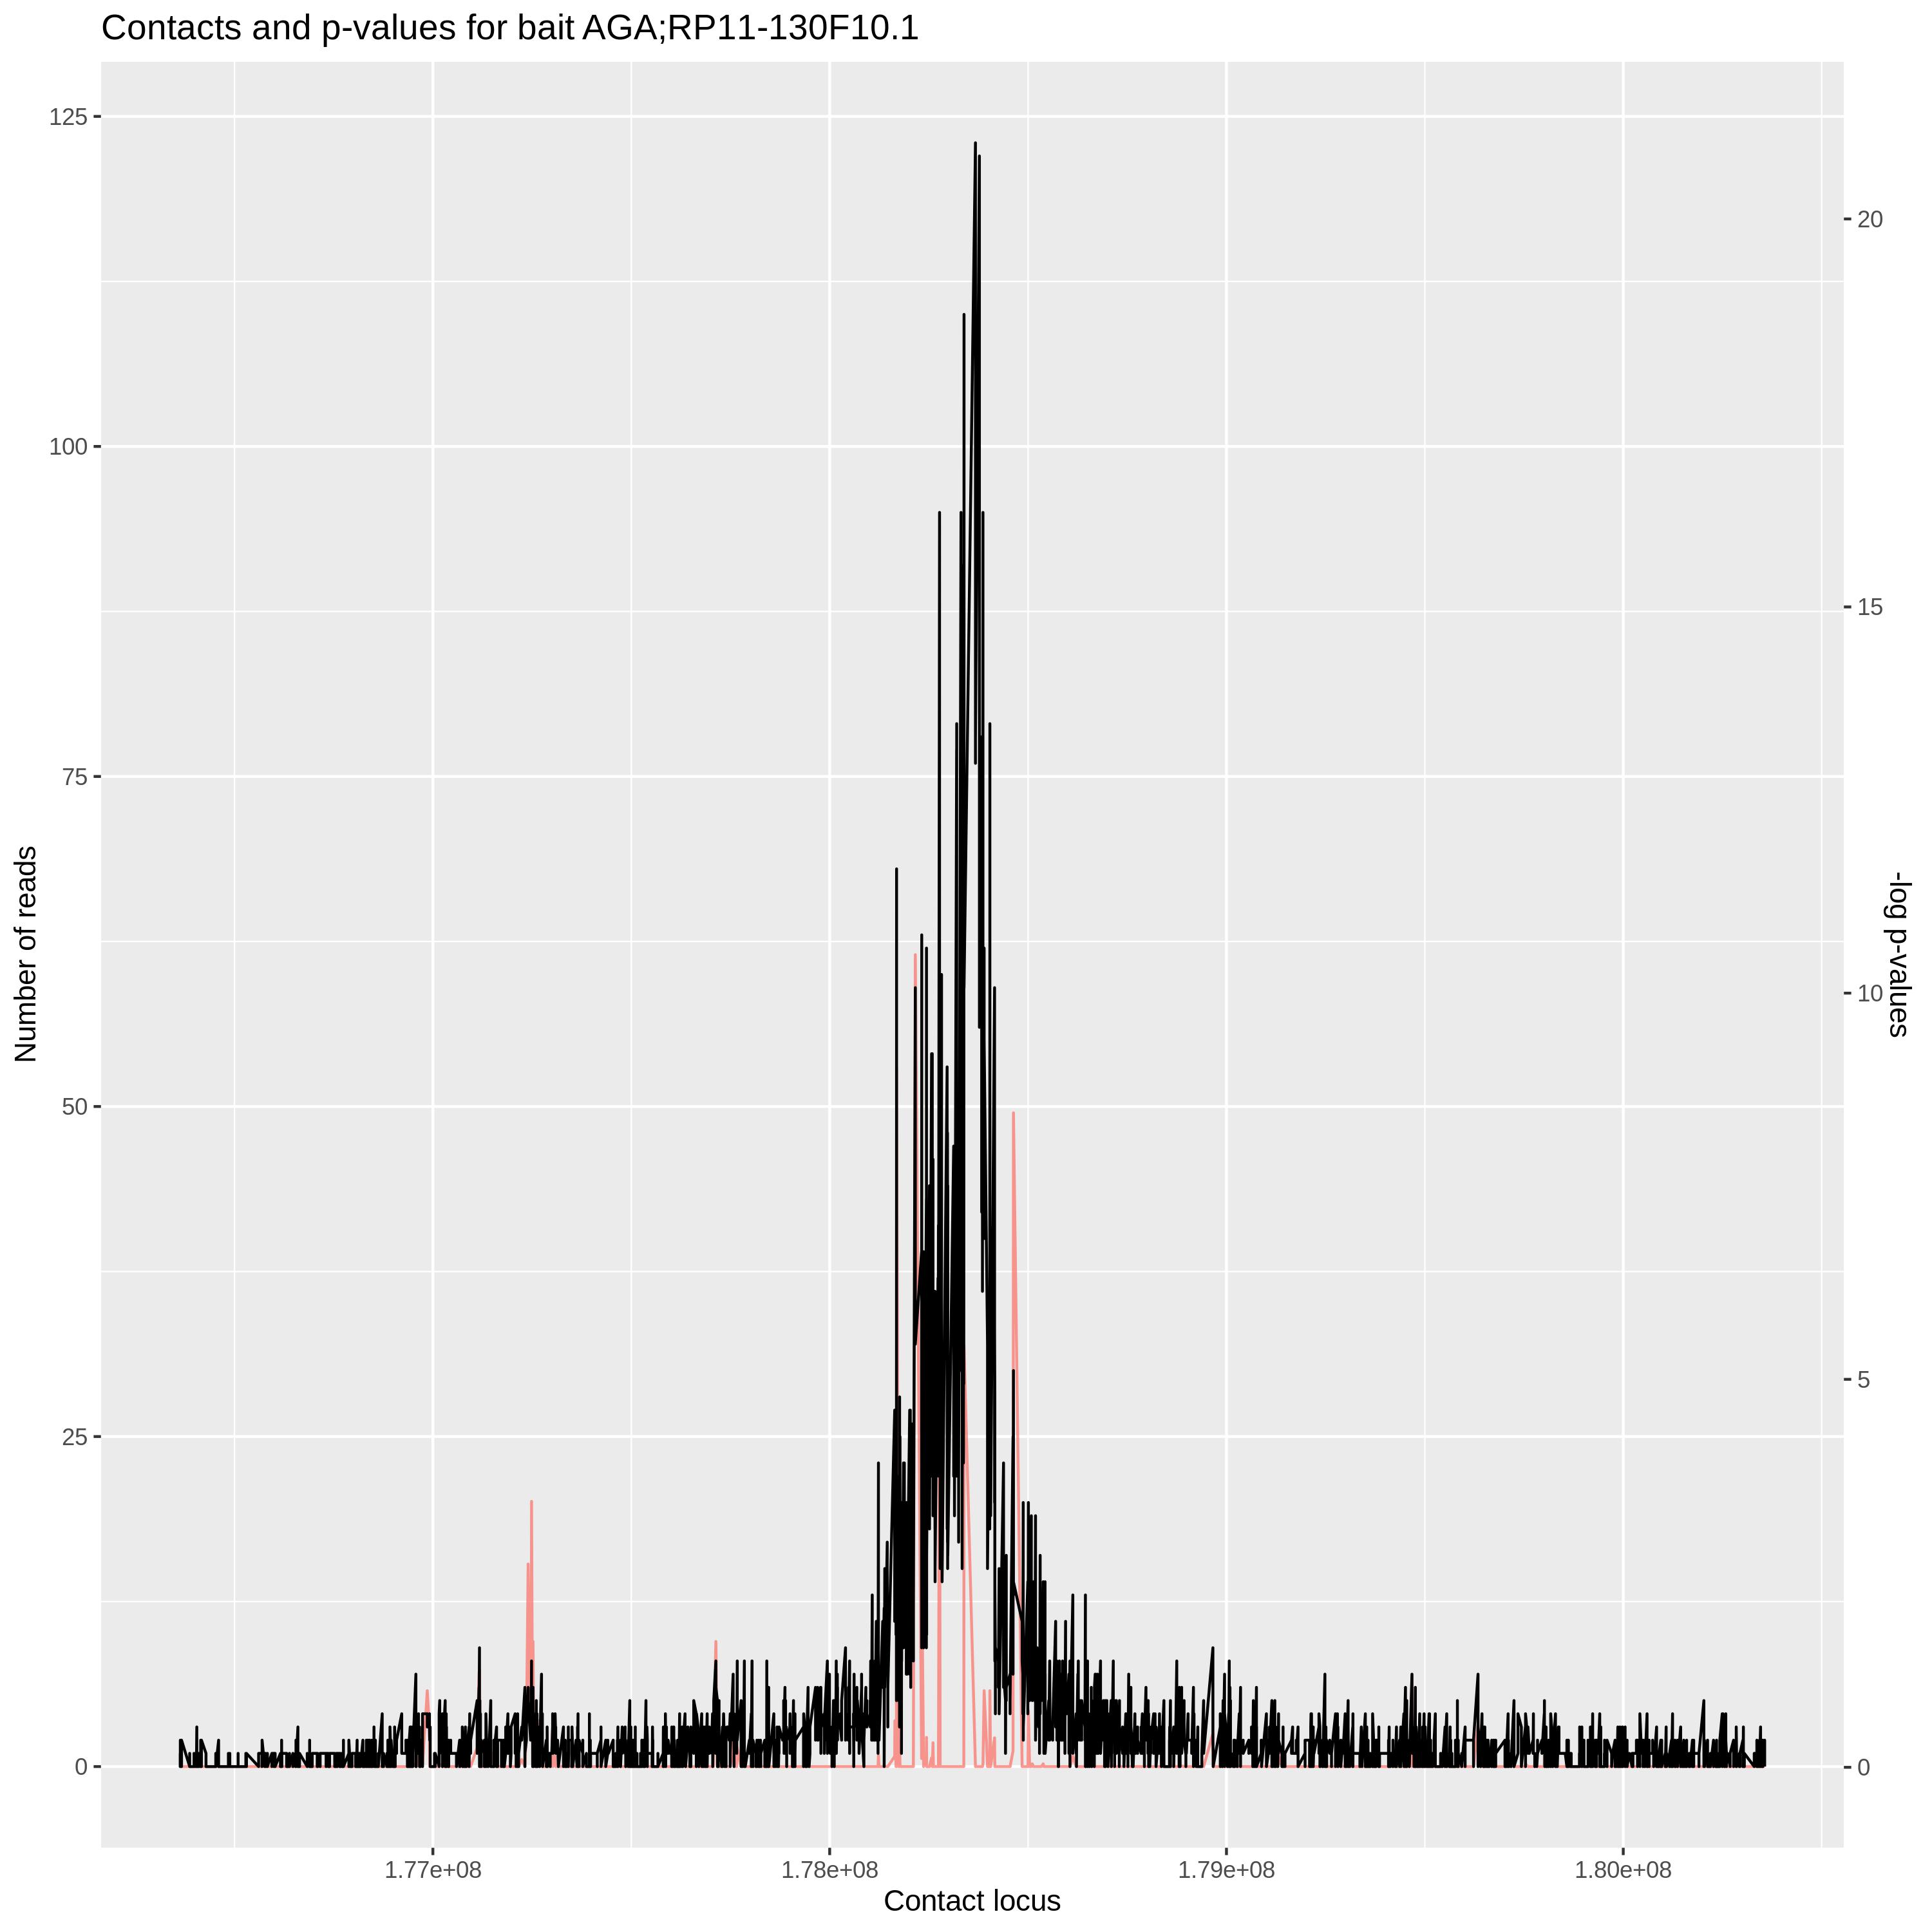 Contacts and p-values for bait AGA;RP11-130F10.1
125
100
75
50
25
0
Number of reads
20
15
10
5
0
-log p-values
1.77e+08
1.78e+08
1.79e+08
1.80e+08
Contact locus